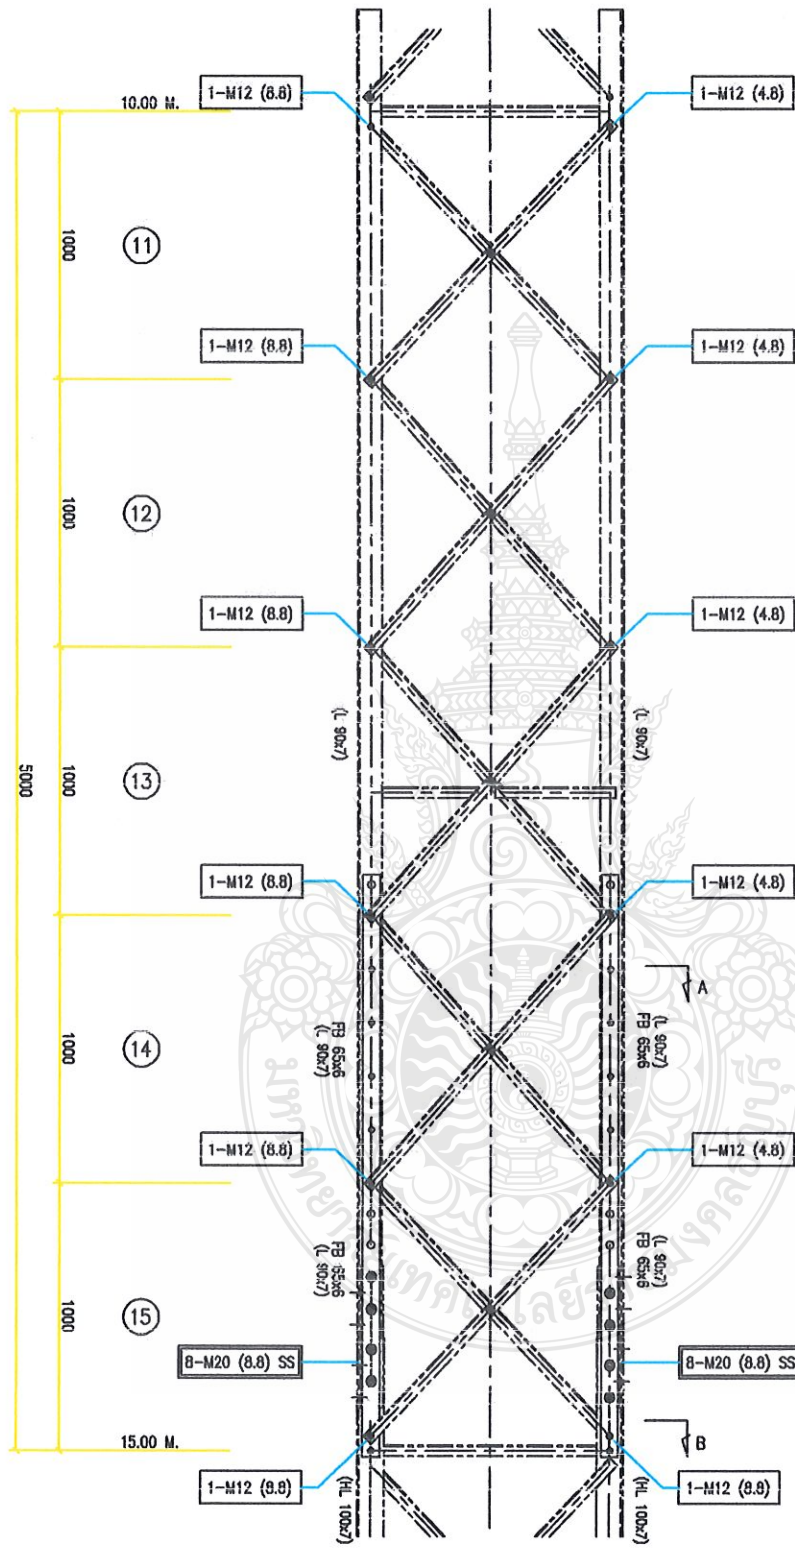 10.00 M.
1-M12 (8.8)
1-M12 (4.8)
1000
11
1-M12 (8.8)
1-M12 (4.8)
1000
12
1-M12 (8.8)
1-M12 (4.8)
(L 90x7)
(L 90x7)
5000
1000
13
1-M12 (8.8)
1-M12 (4.8)
A
1000
14
FB 65x6
(L 90x7)
(L 90x7)
FB 65x6
1-M12 (8.8)
1-M12 (4.8)
FB 65x6
(L 90x7)
(L 90x7)
FB 65x6
1000
15
8-M20 (8.8) SS
8-M20 (8.8) SS
15.00 M.
B
1-M12 (8.8)
(HL 100x7)
(HL 100x7)
1-M12 (8.8)